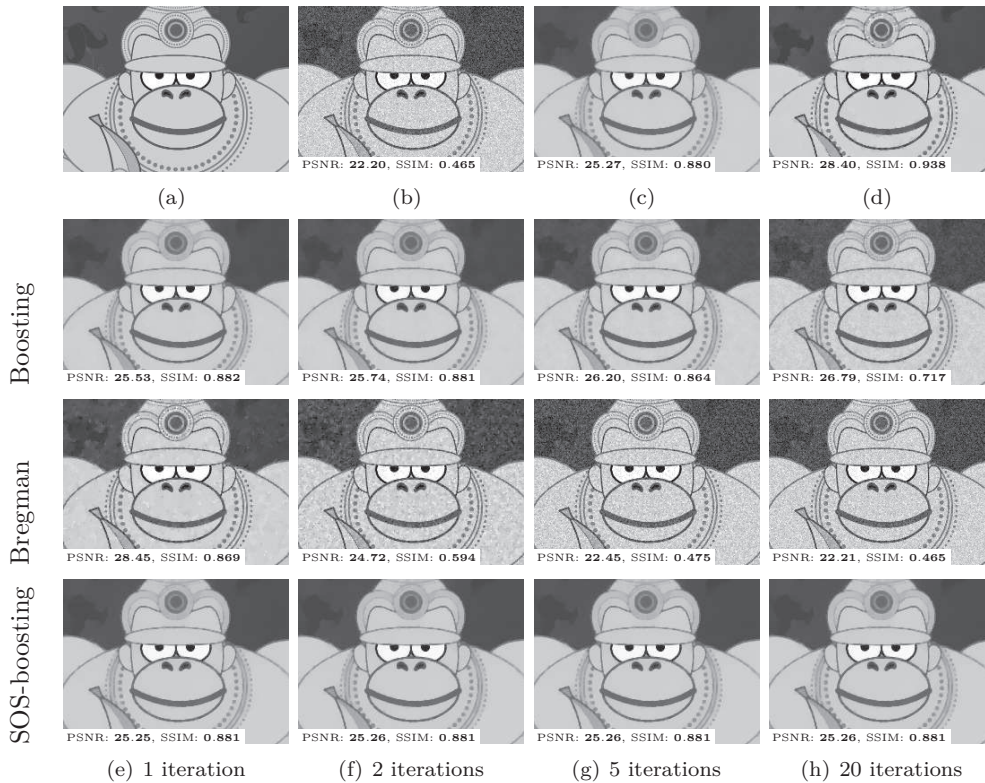 PSNR: 22.20, SSIM: 0.465
PSNR: 25.27, SSIM: 0.880
PSNR: 28.40, SSIM: 0.938
(a)
(b)
(c)
(d)
Boosting
PSNR: 25.53, SSIM: 0.882
PSNR: 25.74, SSIM: 0.881
PSNR: 26.20, SSIM: 0.864
PSNR: 26.79, SSIM: 0.717
Bregman
PSNR: 28.45, SSIM: 0.869
PSNR: 24.72, SSIM: 0.594
PSNR: 22.45, SSIM: 0.475
PSNR: 22.21, SSIM: 0.465
SOS-boosting
PSNR: 25.25, SSIM: 0.881
PSNR: 25.26, SSIM: 0.881
PSNR: 25.26, SSIM: 0.881
PSNR: 25.26, SSIM: 0.881
(e) 1 iteration
(f) 2 iterations
(g) 5 iterations
(h) 20 iterations